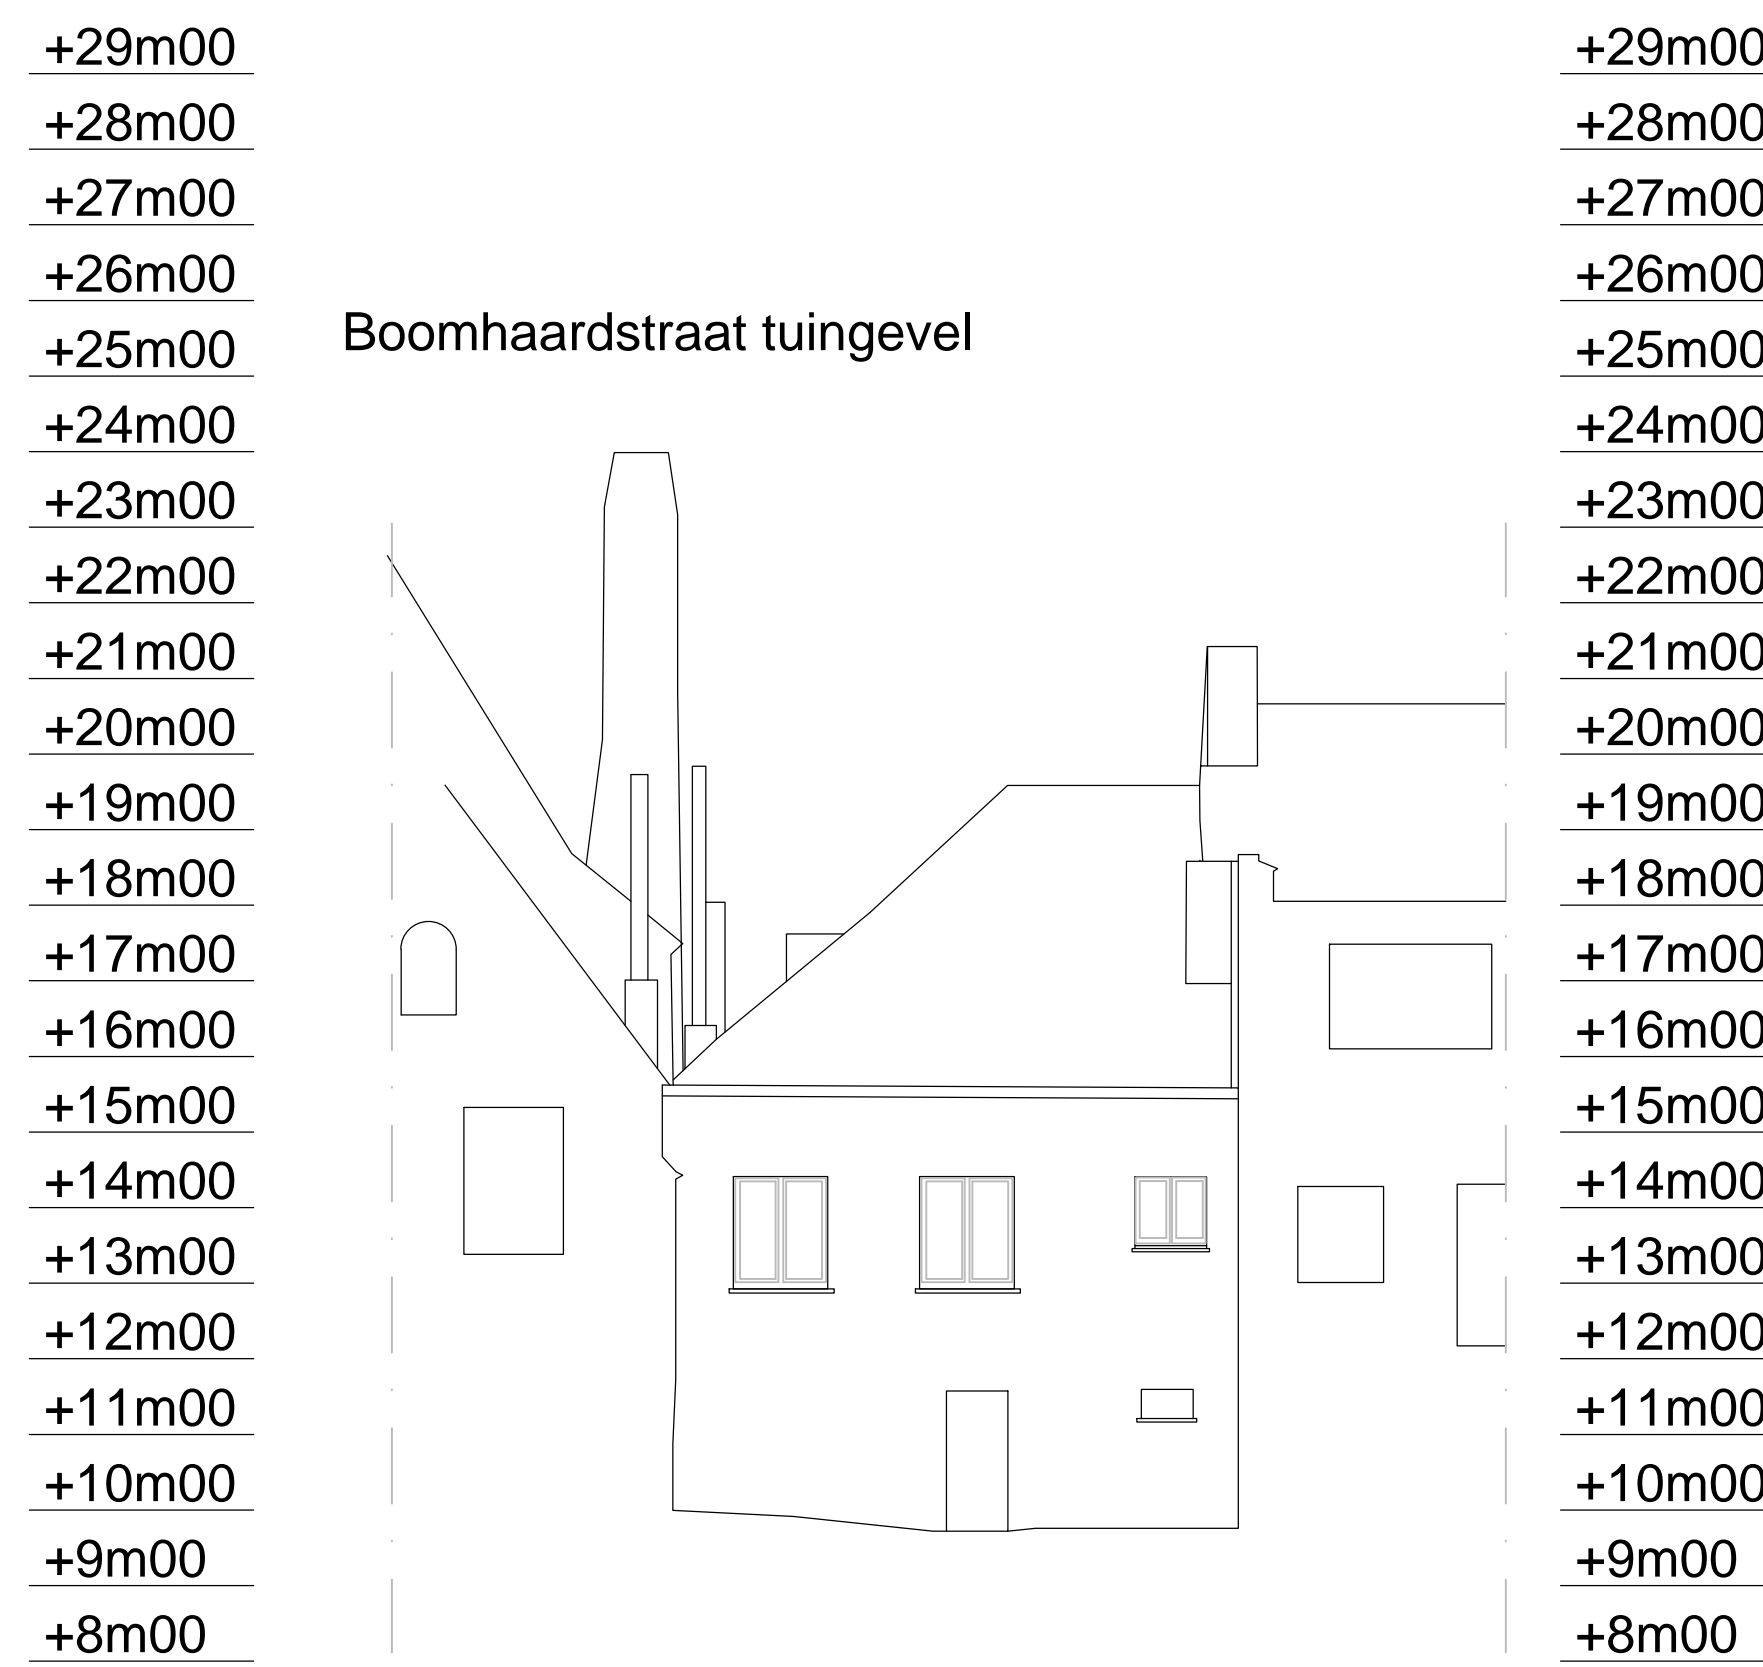 +29m00 +29m00
+28m00 +28m00
+27m00 +27m00
+26m00 +26m00
Boomhaardstraat tuingevel
+25m00 +25m00
+24m00 +24m00
+23m00 +23m00
+22m00 +22m00
+21m00 +21m00
+20m00 +20m00
+19m00 +19m00
+18m00 +18m00
+17m00 +17m00
+16m00 +16m00
+15m00 +15m00
+14m00 +14m00
+13m00 +13m00
+12m00 +12m00
+11m00 +11m00
+10m00 +10m00
+9m00 +9m00
+8m00 +8m00